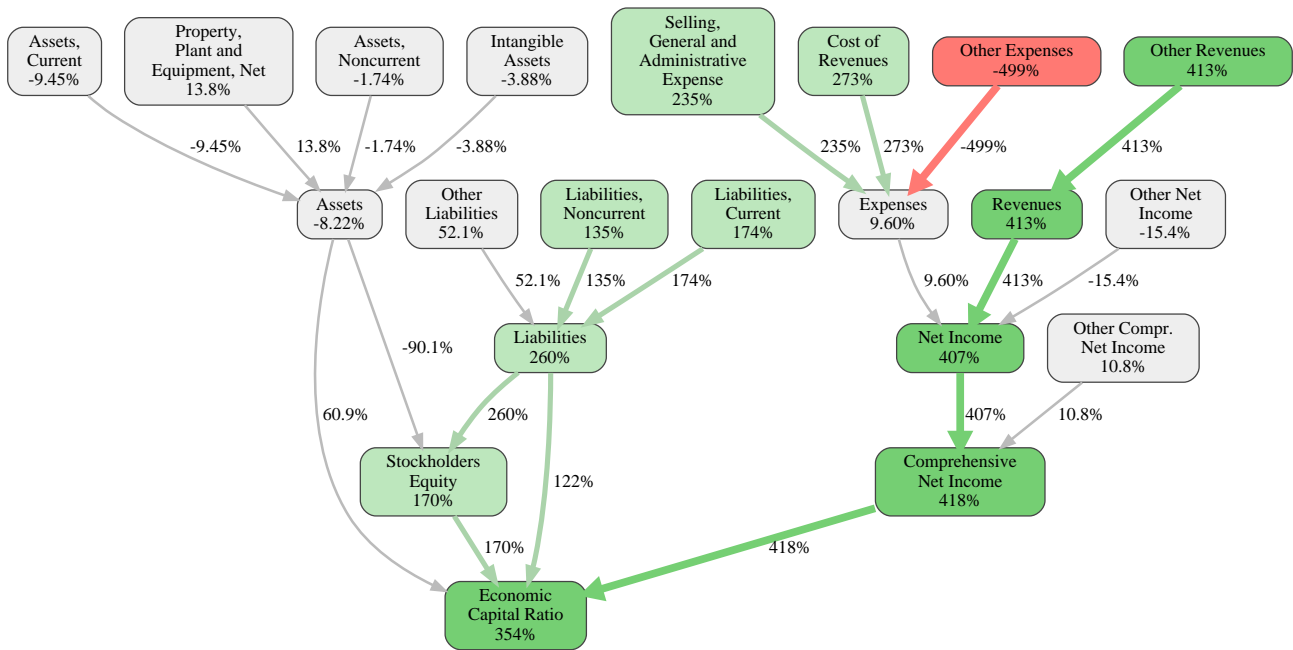 Assets,
Current
-9.45%
Property,
Plant and
Equipment, Net
13.8%
Assets,
Noncurrent
-1.74%
Intangible
Assets
-3.88%
Selling,
General and
Administrative
Expense
235%
Cost of
Revenues
273%
Other Expenses
-499%
Other Revenues
413%
-9.45%
13.8%
-1.74%
-3.88%
235%
273%
-499%
413%
Assets
-8.22%
Other
Liabilities
52.1%
Liabilities,
Noncurrent
135%
Liabilities,
Current
174%
Expenses
9.60%
Revenues
413%
Other Net
Income
-15.4%
52.1%
135%
174%
9.60%
413%
-15.4%
-90.1%
Liabilities
260%
Net Income
407%
Other Compr.
Net Income
10.8%
60.9%
260%
407%
10.8%
Stockholders
Equity
170%
122%
Comprehensive
Net Income
418%
170%
418%
Economic
Capital Ratio
354%